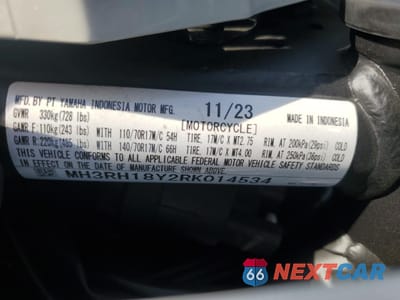 MFD. BY PT YAMAHA INDONESIA MOTOR MFG. 11/23 MADE IN INDONESIA
GVWR 330kg (728 lbs) [MOTORCYCLE]
GAWR F. 110kg (243 lbs) WITH 110/70R17M/C 54H TIRE. 17M/C X MT2.75 RIM. AT 200kPa (29psi) COLD
GAWR R. 220kg (485 lbs) WITH 140/70R17M/C 66H TIRE. 17M/C X MT4.00 RIM. AT 250kPa (36psi) COLD
THIS VEHICLE CONFORMS TO ALL APPLICABLE FEDERAL MOTOR VEHICLE SAFETY STANDARDS
IN EFFECT ON THE DATE OF MANUFACTURE SHOWN ABOVE.
MH3RH18Y2RK014534
66 NEXTCAR